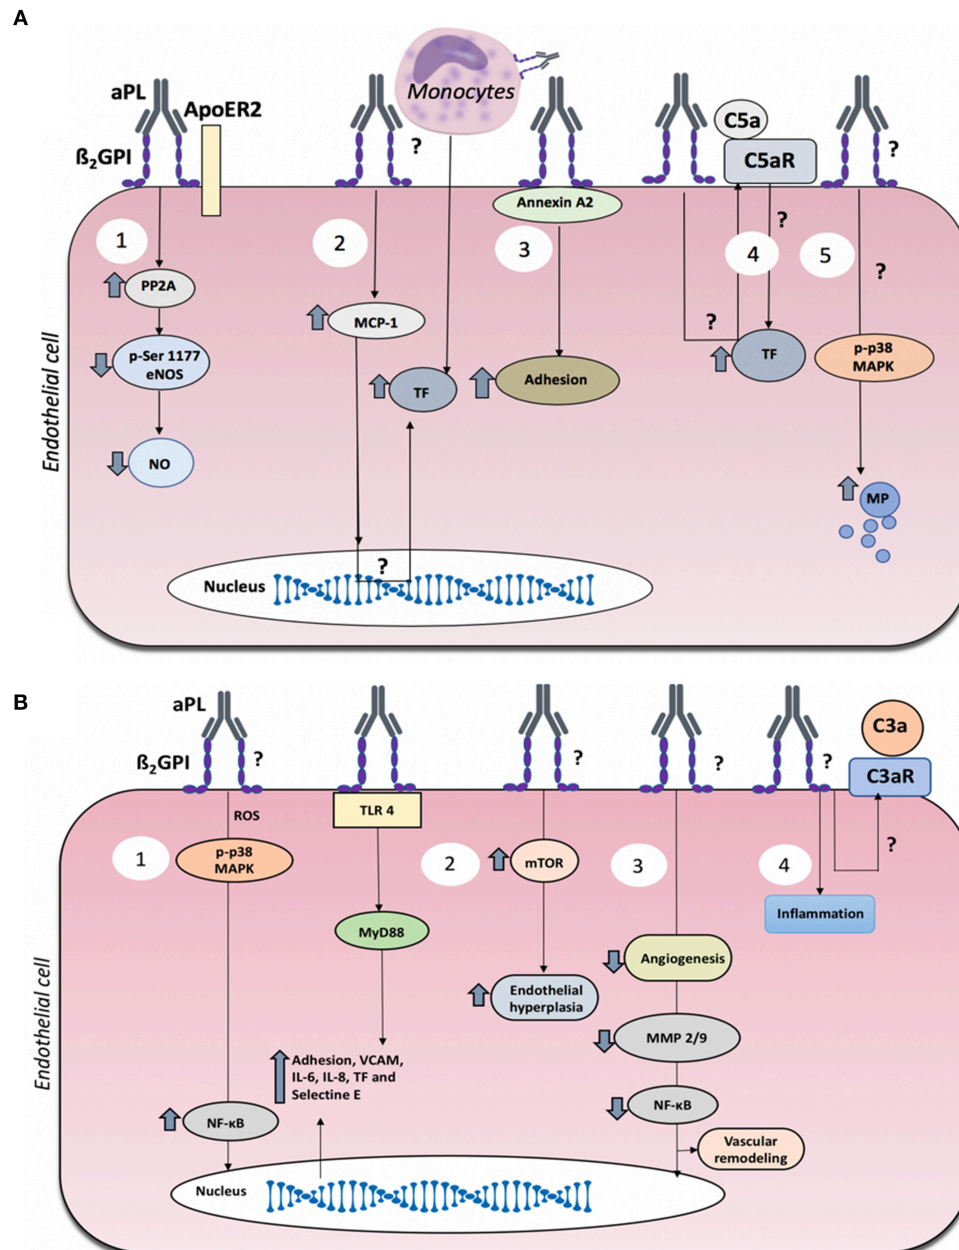 A
Monocytes
aPL
ApoER2
ß₂GPI
?
C5a
C5aR
?
Annexin A2
1
2
3
4
5
?
?
?
PP2A
MCP-1
p-Ser 1177
eNOS
TF
Adhesion
TF
p-p38
MAPK
NO
MP
Endothelial cell
Nucleus
?
B
aPL
ß₂GPI
?
?
?
?
C3a
C3aR
TLR 4
ROS
1
p-p38
MAPK
2
mTOR
3
4
?
Inflammation
MyD88
Angiogenesis
Endothelial
hyperplasia
MMP 2/9
Adhesion, VCAM,
IL-6, IL-8, TF and
Selectine E
NF-κB
NF-κB
Vascular
remodeling
Endothelial cell
Nucleus